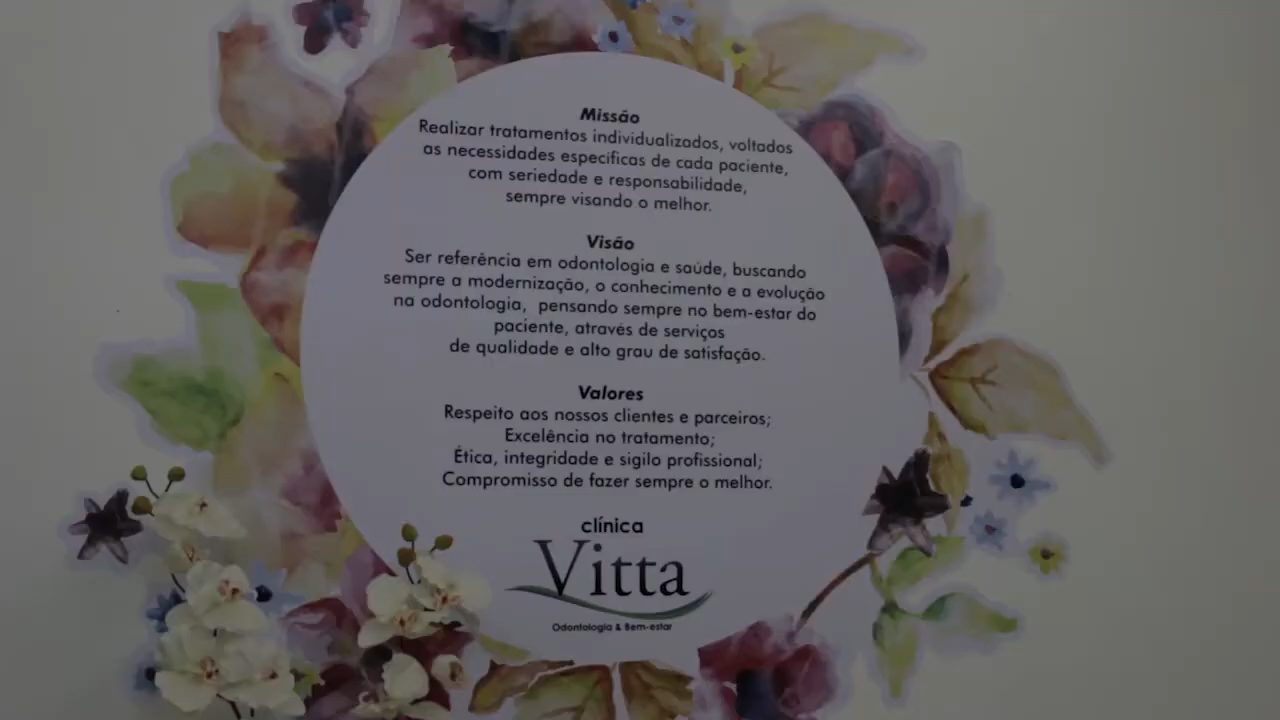 Missão
Realizar tratamentos individualizados, voltados
as necessidades especificas de cada paciente,
com seriedade e responsabilidade,
sempre visando o melhor.
Visão
Ser referência em odontologia e saúde, buscando
sempre a modernização, o conhecimento e a evolução
na odontologia, pensando sempre no bem-estar do
paciente, através de serviços
de qualidade e alto grau de satisfação.
Valores
Respeito aos nossos clientes e parceiros;
Excelência no tratamento;
Ética, integridade e sigilo profissional;
Compromisso de fazer sempre o melhor.
clínica
Vitta
Odontologia & Bem-estar